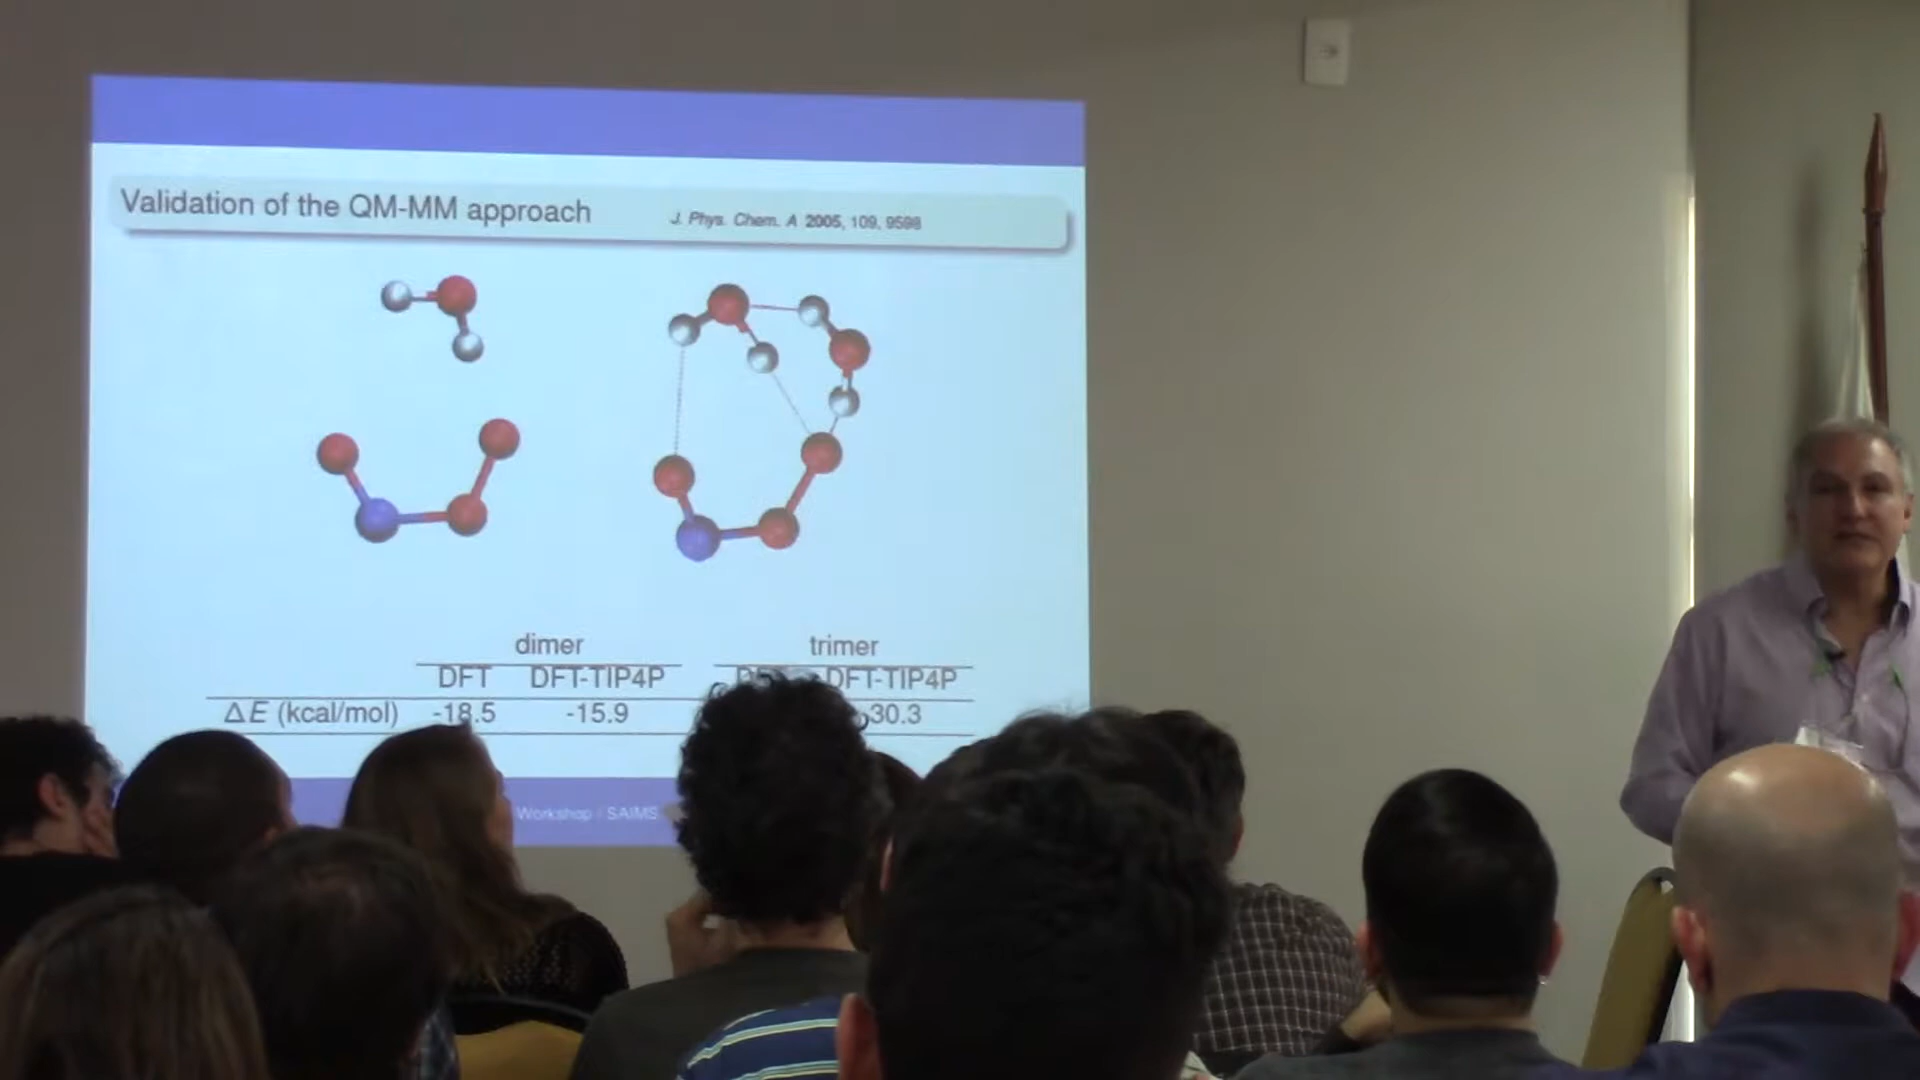 Validation of the QM-MM approach
J. Phys. Chem. A 2005, 109, 9598
dimer trimer
DFT DFT-TIP4P DFT-TIP4P
ΔE (kcal/mol) -18.5 -15.9 30.3
Workshop / SAIMS